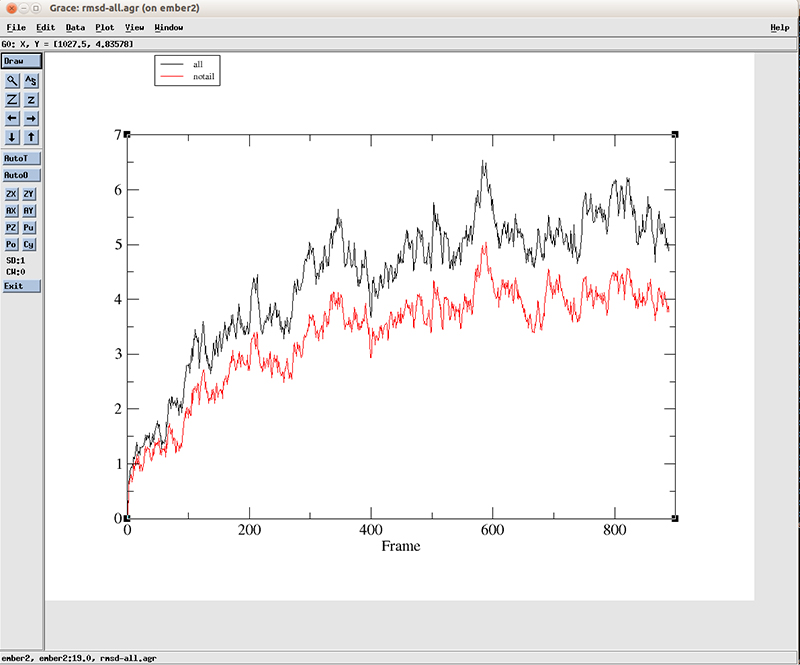 Grace: rmsd-all.agr (on ember2)
File Edit Data Plot View Window Help
G0: X, Y = [1027.5, 4.83578]
Draw
AS
Z z
AutoT
AutoO
ZX ZY
AX AY
PZ Pu
Po Cy
SD:1
CW:0
Exit
all
notail
7
6
5
4
3
2
1
0
0 200 400 600 800
Frame
ember2, ember2:19.0, rmsd-all.agr